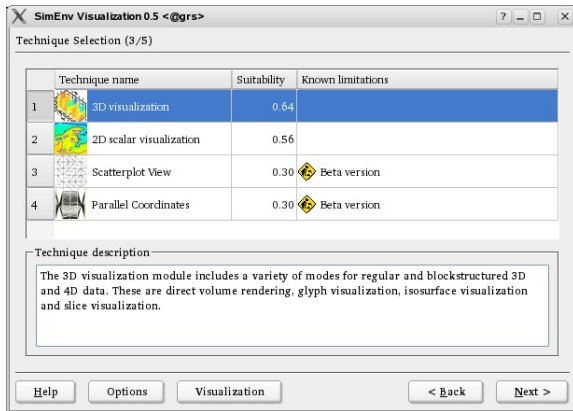 SimEnv Visualization 0.5 <@grs>
Technique Selection (3/5)
Technique name Suitability Known limitations
1 3D visualization 0.64
2 2D scalar visualization 0.56
3 Scatterplot View 0.30 Beta version
4 Parallel Coordinates 0.30 Beta version
Technique description
The 3D visualization module includes a variety of modes for regular and blockstructured 3D
and 4D data. These are direct volume rendering, glyph visualization, isosurface visualization
and slice visualization.
Help Options Visualization < Back Next >